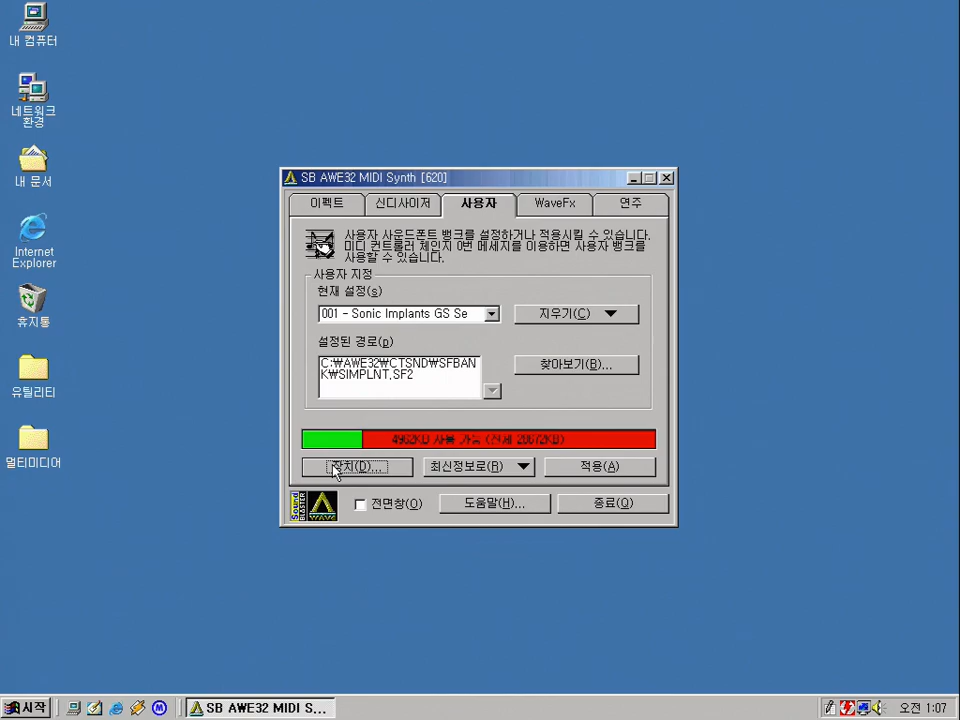 내 컴퓨터
네트워크
환경
내 문서
Internet
Explorer
휴지통
유틸리티
멀티미디어
SB AWE32 MIDI Synth [620]
이펙트
신디사이저
사용자
WaveFx
연주
사용자 사운드폰트 뱅크를 설정하거나 적용시킬 수 있습니다.
미디 컨트롤러 체인지 0번 메세지를 이용하면 사용자 뱅크를
사용할 수 있습니다.
사용자 지정
현재 설정(s)
001 - Sonic Implants GS Se
지우기(C)
설정된 경로(p)
C:₩AWE32₩CTSND₩SFBAN
K₩SIMPLNT.SF2
찾아보기(B)...
4962KB 사용 가능 (전체 28672KB)
장치(D)...
최신정보로(R)
적용(A)
SOUND
BLASTER
WAVE
전면창(O)
도움말(H)...
종료(Q)
시작
SB AWE32 MIDI S...
오전 1:07